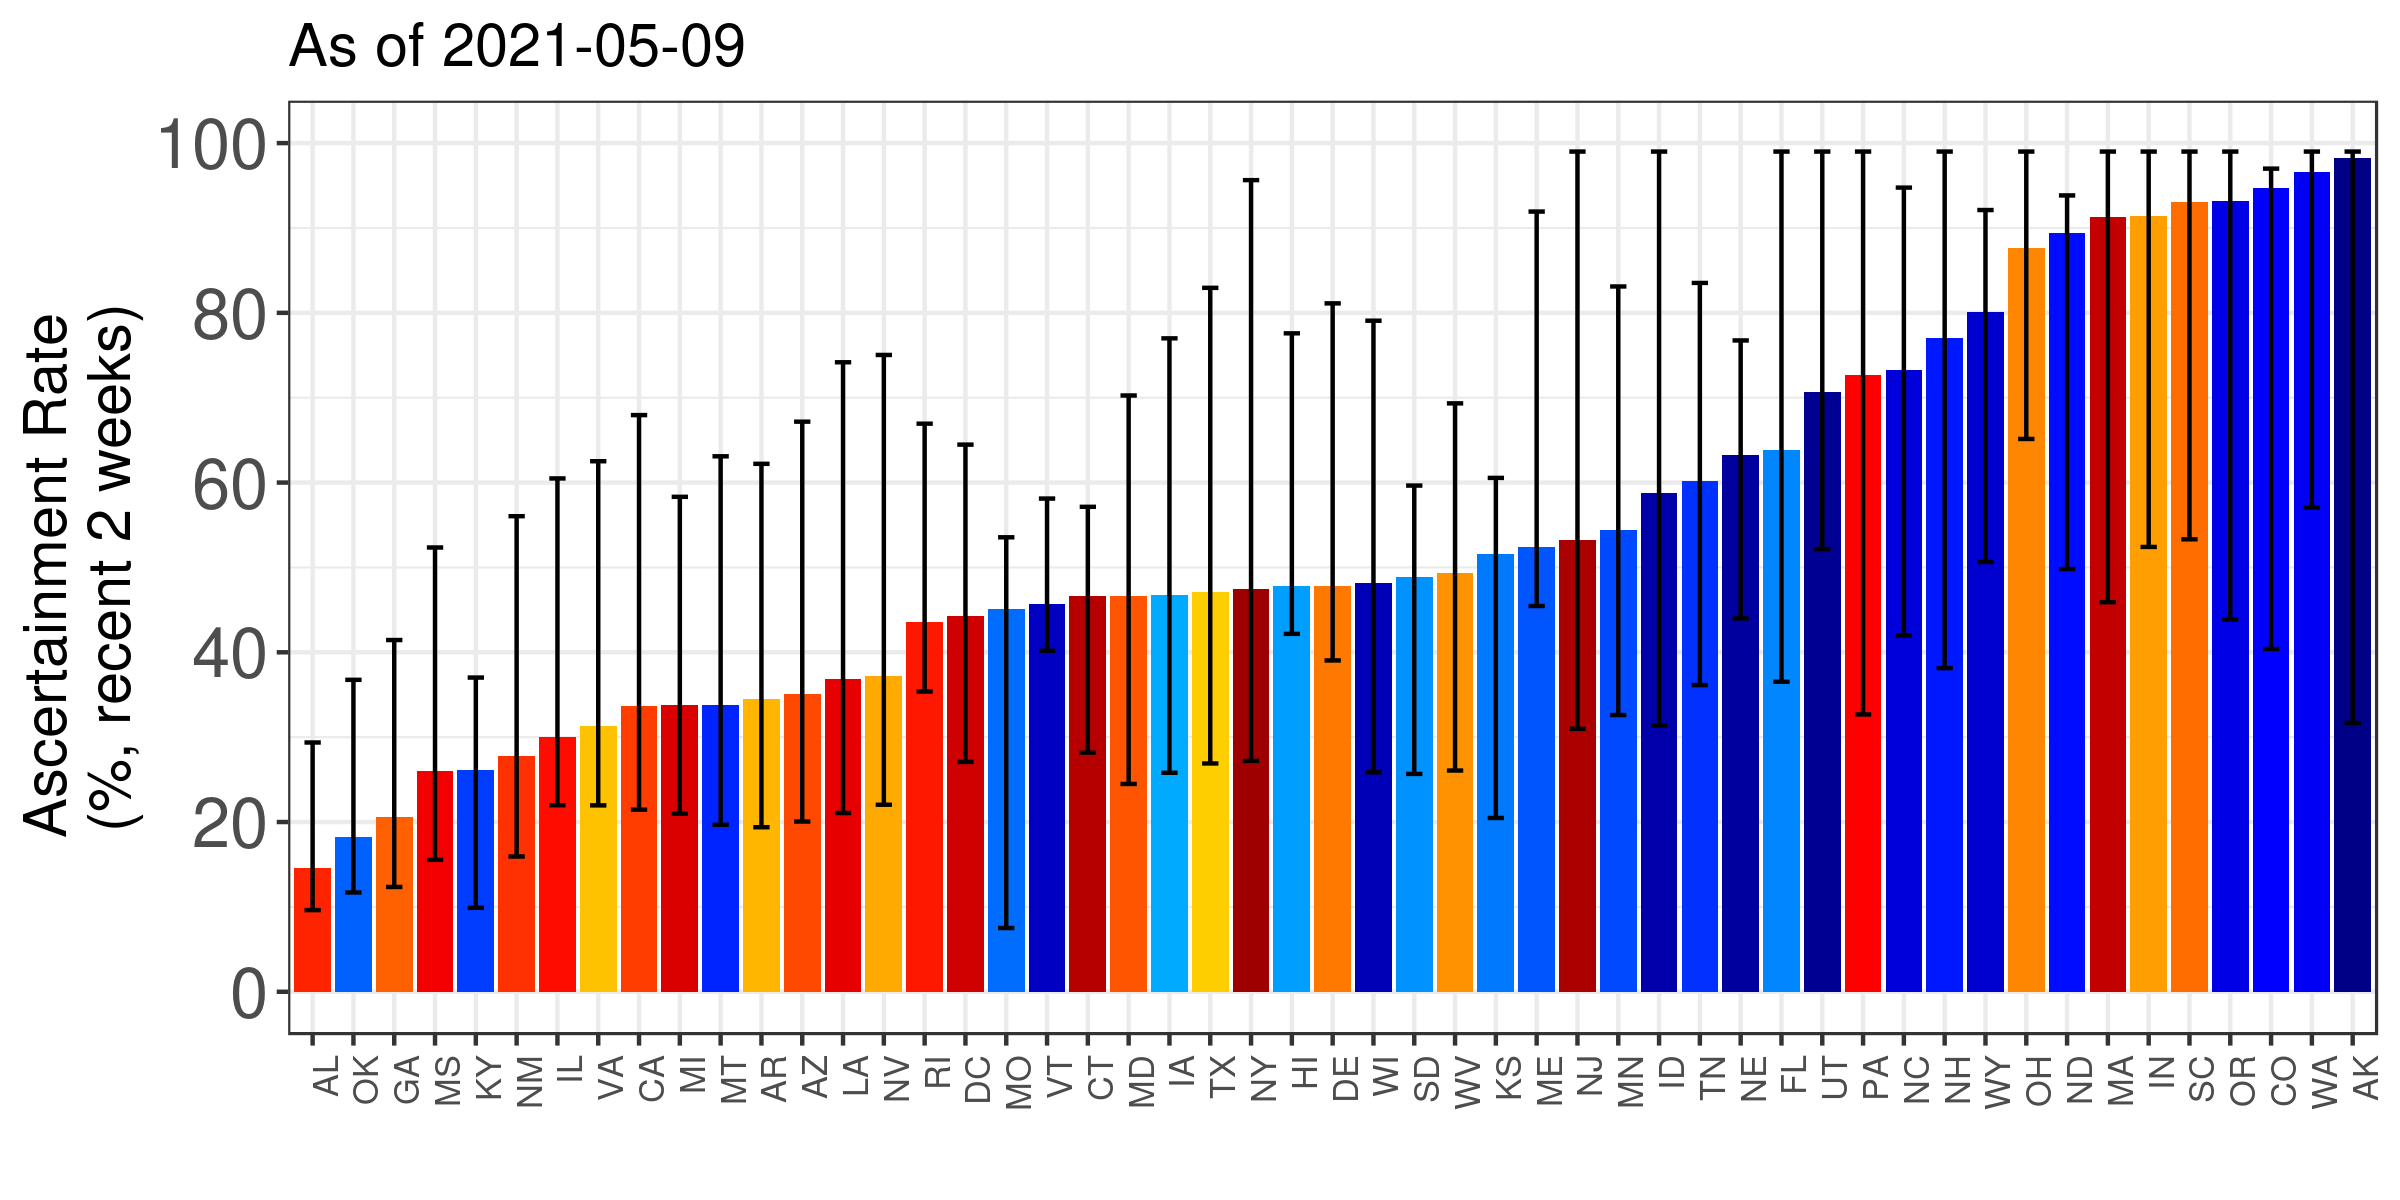 As of 2021-05-09
Ascertainment Rate
(%, recent 2 weeks)
100
80
60
40
20
0
AL OK GA MS KY NM IL VA CA MI MT AR AZ LA NV RI DC MO VT CT MD IA TX NY HI DE WI SD WV KS ME NJ MN ID TN NE FL UT PA NC NH WY OH ND MA IN SC OR CO WA AK